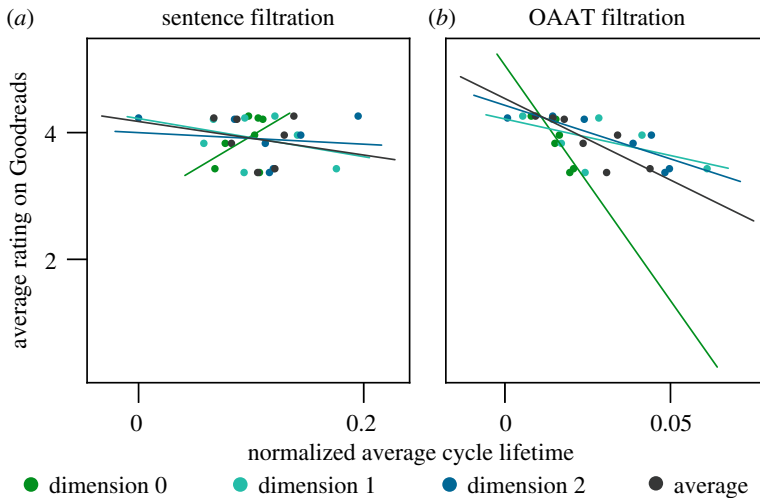 (a) sentence filtration
(b) OAAT filtration
average rating on Goodreads
4
2
0 0.2
0 0.05
normalized average cycle lifetime
dimension 0 dimension 1 dimension 2 average